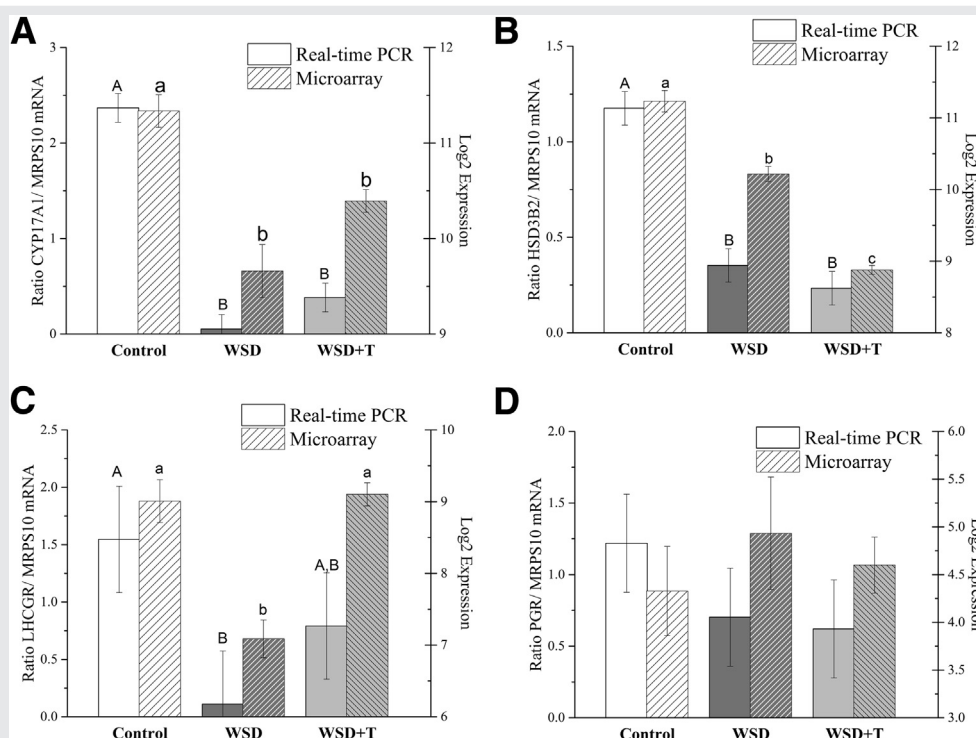 A
Real-time PCR
Microarray
Ratio CYP17A1/ MRPS10 mRNA
3
2
1
0
12
11
10
9
Log2 Expression
A
a
B
b
B
b
Control
WSD
WSD+T
B
Real-time PCR
Microarray
Ratio HSD3B2/ MRPS10 mRNA
1.5
1.0
0.5
0.0
12
11
10
9
8
Log2 Expression
A
a
B
b
B
c
Control
WSD
WSD+T
C
Real-time PCR
Microarray
Ratio LHCGR/ MRPS10 mRNA
2.5
2.0
1.5
1.0
0.5
0.0
10
9
8
7
6
Log2 Expression
A
a
B
b
A,B
a
Control
WSD
WSD+T
D
Real-time PCR
Microarray
Ratio PGR/ MRPS10 mRNA
2.0
1.5
1.0
0.5
0.0
6.0
5.5
5.0
4.5
4.0
3.5
3.0
Log2 Expression
Control
WSD
WSD+T